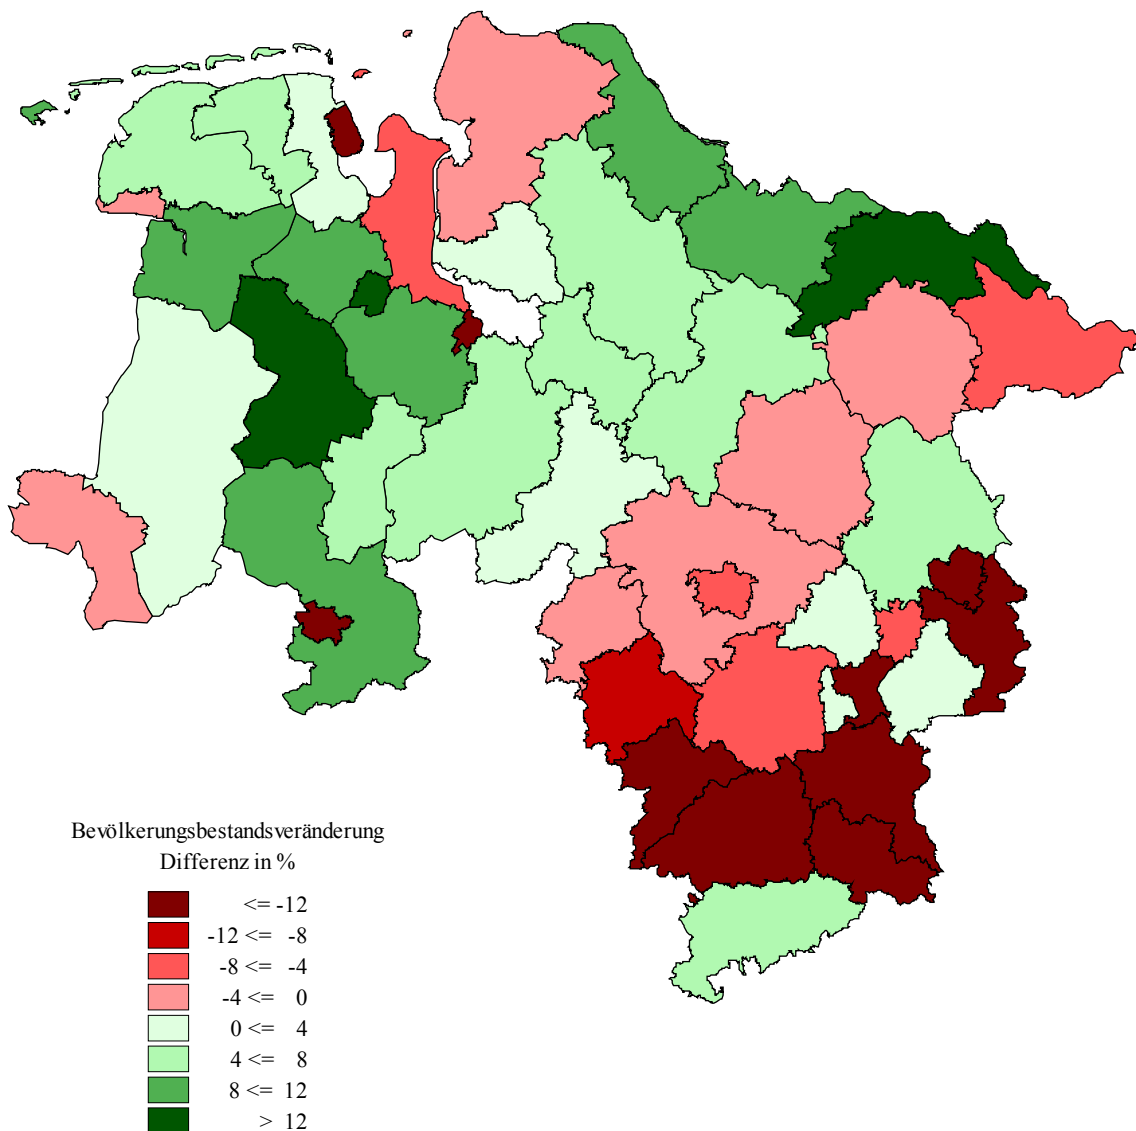 Bevölkerungsbestandsveränderung
Differenz in %
<= -12
-12 <= -8
-8 <= -4
-4 <= 0
0 <= 4
4 <= 8
8 <= 12
> 12